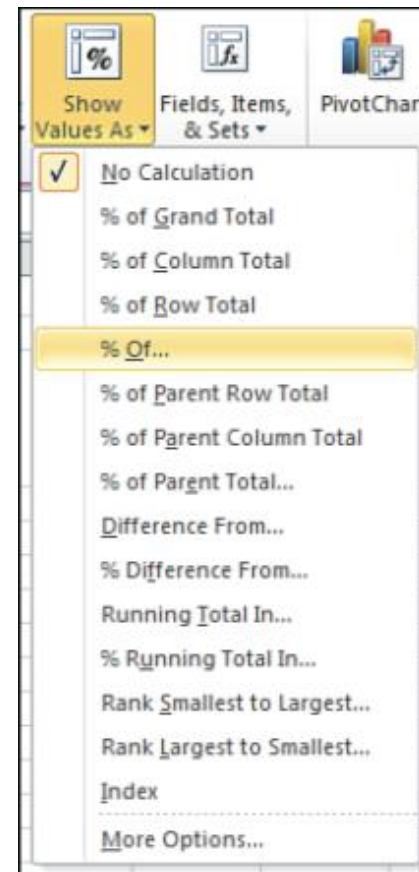 %
fx
Show
Values As
Fields, Items,
& Sets
PivotChar
No Calculation
% of Grand Total
% of Column Total
% of Row Total
% Of...
% of Parent Row Total
% of Parent Column Total
% of Parent Total...
Difference From...
% Difference From...
Running Total In...
% Running Total In...
Rank Smallest to Largest...
Rank Largest to Smallest...
Index
More Options...